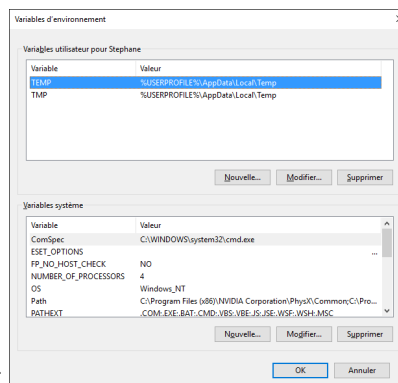 Variables d'environnement
Variables utilisateur pour Stephane
Variable Valeur
TEMP %USERPROFILE%\AppData\Local\Temp
TMP %USERPROFILE%\AppData\Local\Temp
Nouvelle... Modifier... Supprimer
Variables système
Variable Valeur
ComSpec C:\WINDOWS\system32\cmd.exe
ESET_OPTIONS ...
FP_NO_HOST_CHECK NO
NUMBER_OF_PROCESSORS 4
OS Windows_NT
Path C:\Program Files (x86)\NVIDIA Corporation\PhysX\Common;C:\Pro...
PATHEXT .COM;.EXE;.BAT;.CMD;.VBS;.VBE;.JS;.JSE;.WSF;.WSH;.MSC
Nouvelle... Modifier... Supprimer
OK Annuler